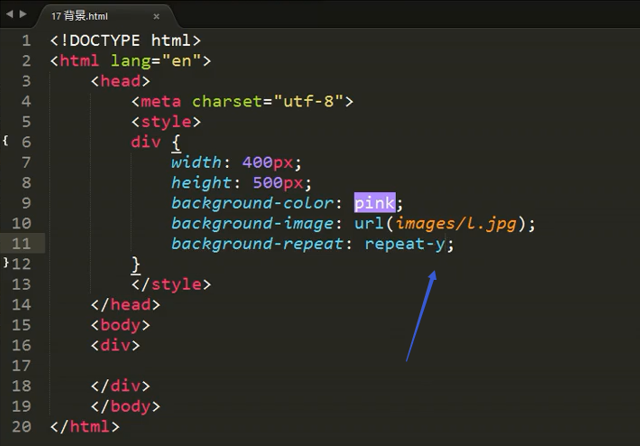 17 背景.html
1 <!DOCTYPE html>
2 <html lang="en">
3 <head>
4 <meta charset="utf-8">
5 <style>
6 div {
7 width: 400px;
8 height: 500px;
9 background-color: pink;
10 background-image: url(images/l.jpg);
11 background-repeat: repeat-y;
12 }
13 </style>
14 </head>
15 <body>
16 <div>
17
18 </div>
19 </body>
20 </html>